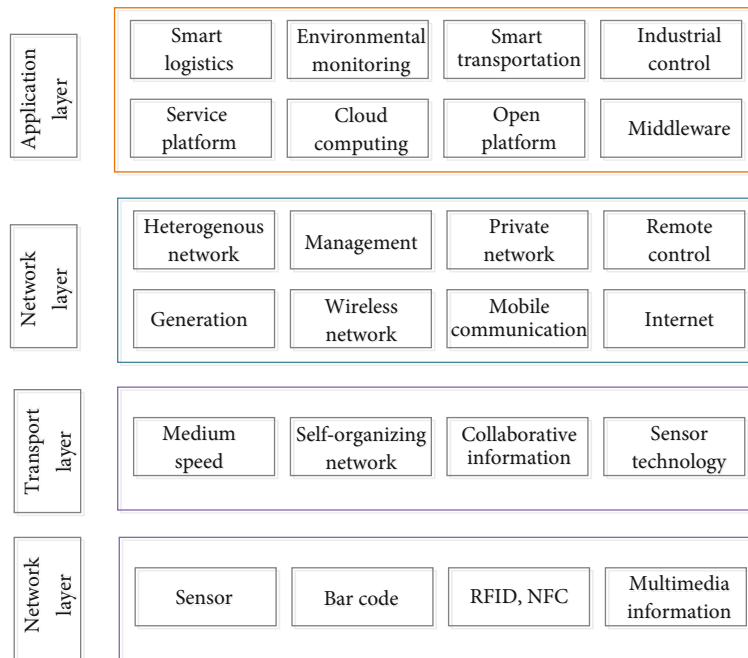 Application
layer
Smart
logistics
Environmental
monitoring
Smart
transportation
Industrial
control
Service
platform
Cloud
computing
Open
platform
Middleware
Network
layer
Heterogenous
network
Management
Private
network
Remote
control
Generation
Wireless
network
Mobile
communication
Internet
Transport
layer
Medium
speed
Self-organizing
network
Collaborative
information
Sensor
technology
Network
layer
Sensor
Bar code
RFID, NFC
Multimedia
information